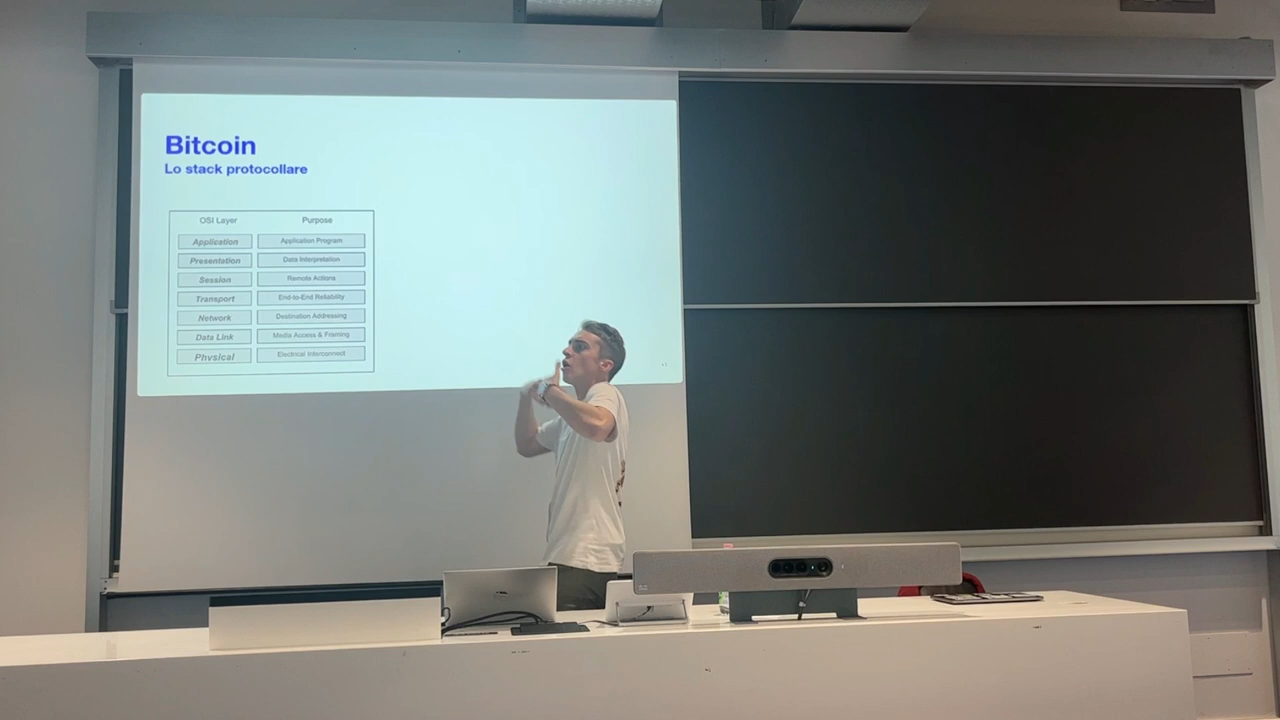 Bitcoin
Lo stack protocollare
OSI Layer Purpose
Application Application Program
Presentation Data Interpretation
Session Remote Actions
Transport End-to-End Reliability
Network Destination Addressing
Data Link Media Access & Framing
Physical Electrical Interconnect